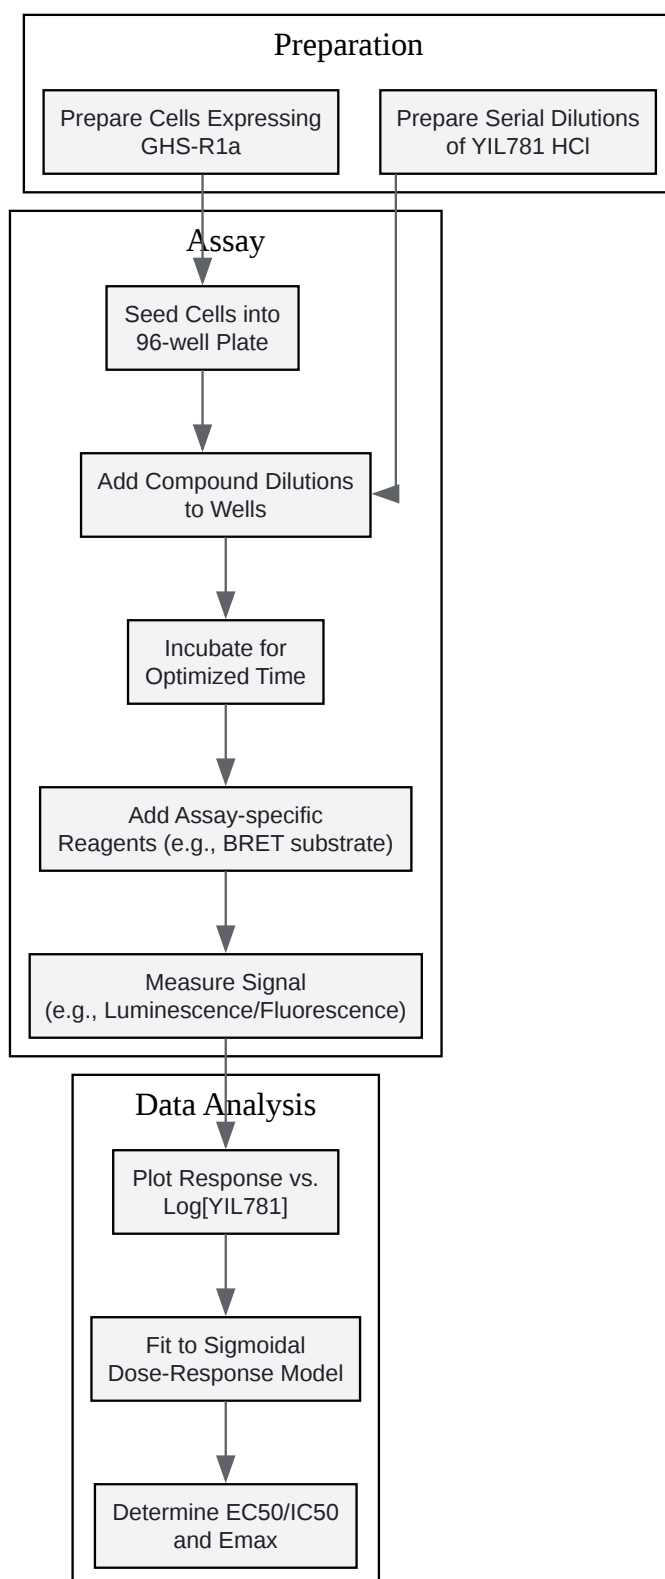 Preparation
Prepare Cells Expressing
GHS-R1a
Prepare Serial Dilutions
of YIL781 HCl
Assay
Seed Cells into
96-well Plate
Add Compound Dilutions
to Wells
Incubate for
Optimized Time
Add Assay-specific
Reagents (e.g., BRET substrate)
Measure Signal
(e.g., Luminescence/Fluorescence)
Data Analysis
Plot Response vs.
Log[YIL781]
Fit to Sigmoidal
Dose-Response Model
Determine EC50/IC50
and Emax